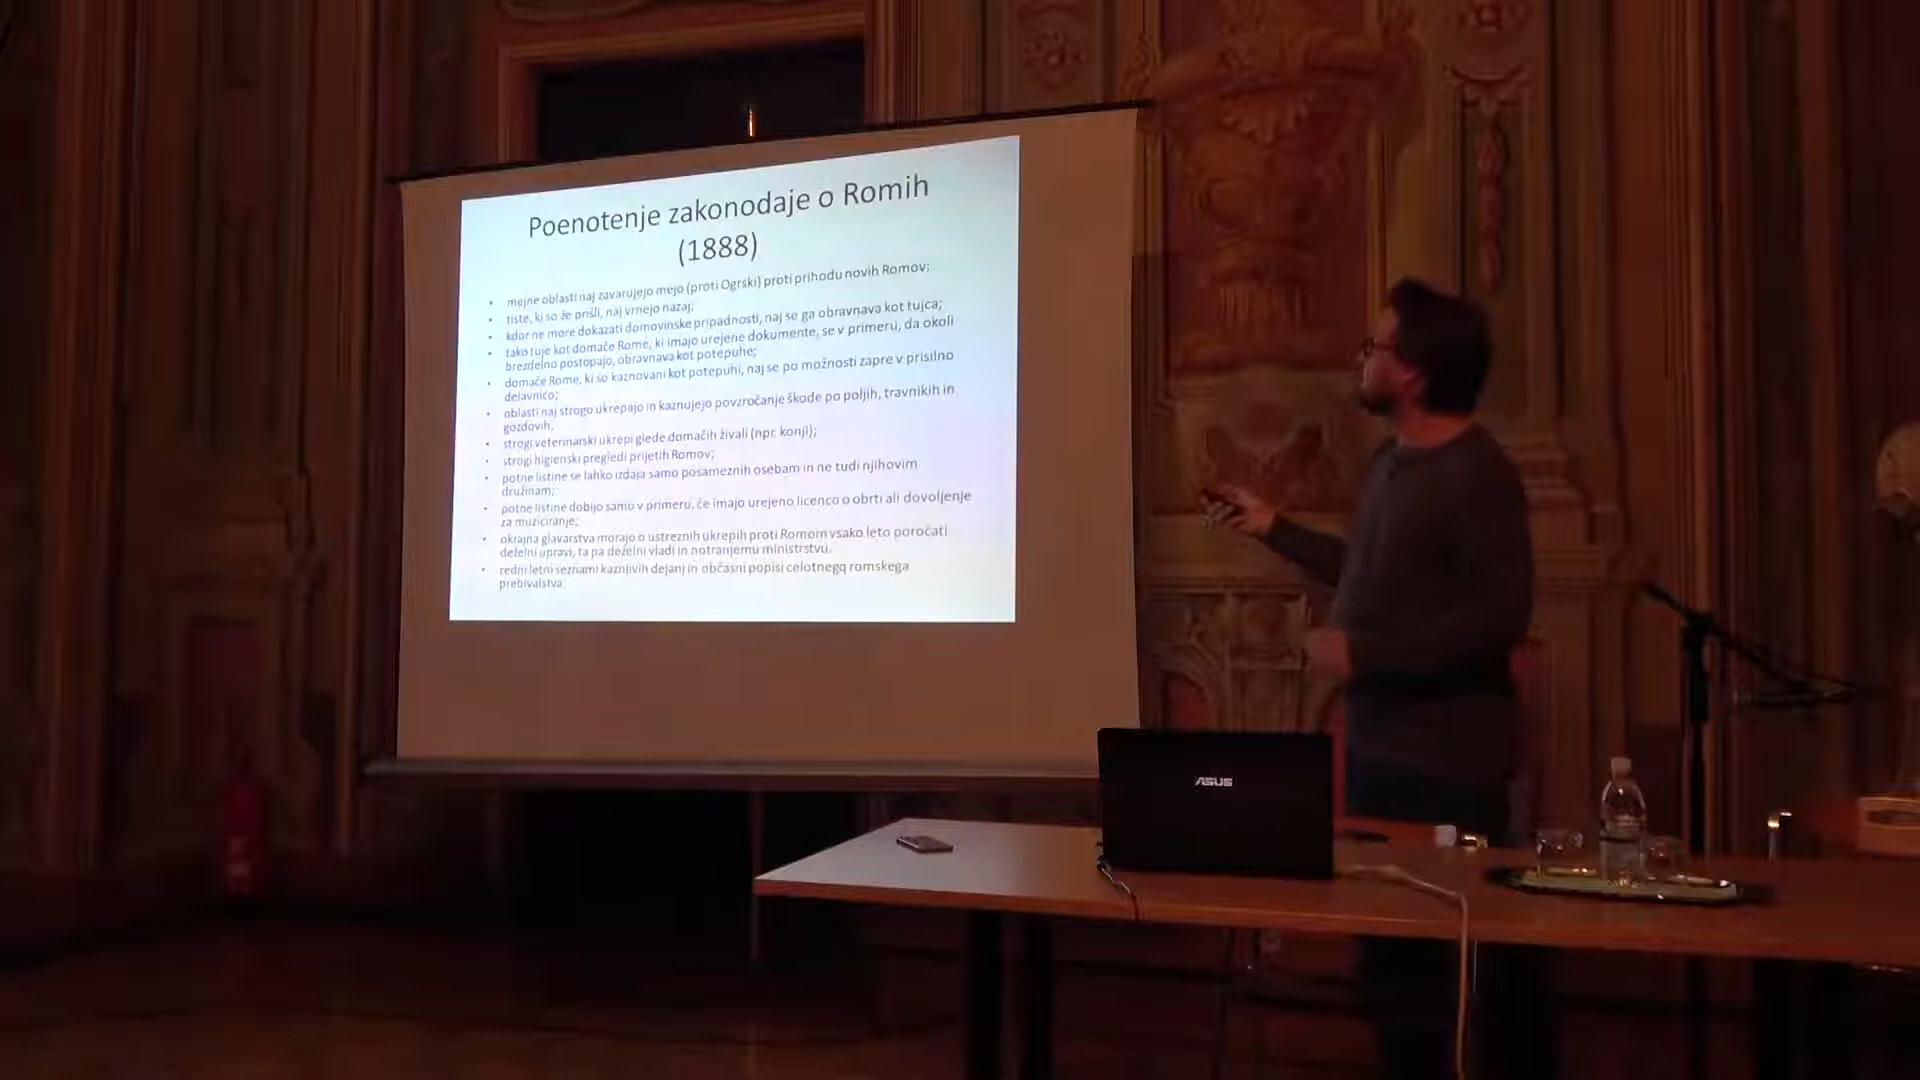 Poenotenje zakonodaje o Romih
(1888)
• mejne oblasti naj zavarujejo mejo (proti Ogrski) proti prihodu novih Romov;
• tiste, ki so že prišli, naj vrnejo nazaj;
• kdor ne more dokazati domovinske pripadnosti, naj se ga obravnava kot tujca;
• tako tuje kot domače Rome, ki imajo urejene dokumente, se v primeru, da okoli
brezdelno postopajo, obravnava kot potepuhe;
• domače Rome, ki so kaznovani kot potepuhi, naj se po možnosti zapre v prisilno
delavnico;
• oblasti naj strogo ukrepajo in kaznujejo povzročanje škode po poljih, travnikih in
gozdovih,
• strogi veterinarski ukrepi glede domačih živali (npr. konji);
• strogi higienski pregledi prijetih Romov;
• potne listine se lahko izdaja samo posameznih osebam in ne tudi njihovim
družinam;
• potne listine dobijo samo v primeru, če imajo urejeno licenco o obrti ali dovoljenje
za muziciranje;
• okrajna glavarstva morajo o ustreznih ukrepih proti Romom vsako leto poročati
deželni upravi, ta pa deželni vladi in notranjemu ministrstvu.
• redni letni seznami kaznjivih dejanj in občasni popisi celotnega romskega
prebivalstva
ASUS